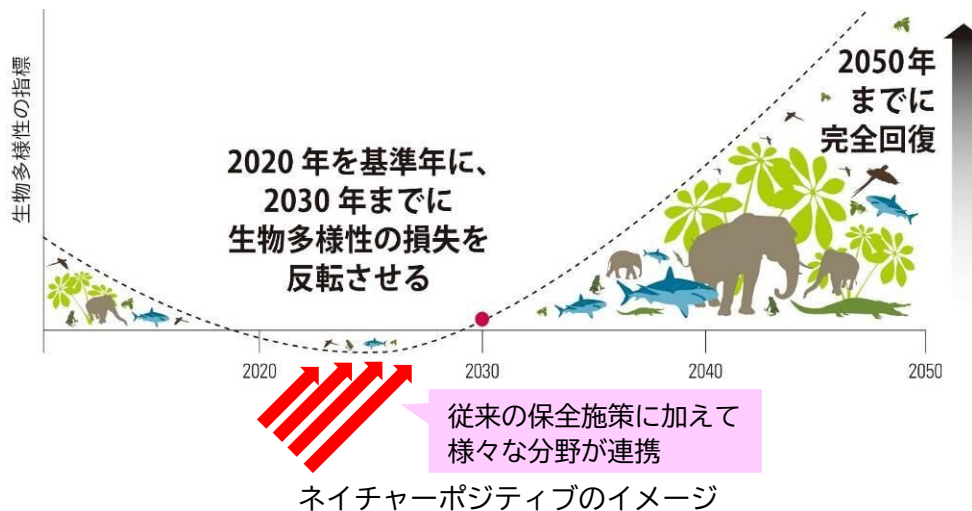 生物多様性の指標
2020 年を基準年に、
2030 年までに
生物多様性の損失を
反転させる
2050年
までに
完全回復
2020
2030
2040
2050
従来の保全施策に加えて
様々な分野が連携
ネイチャーポジティブのイメージ